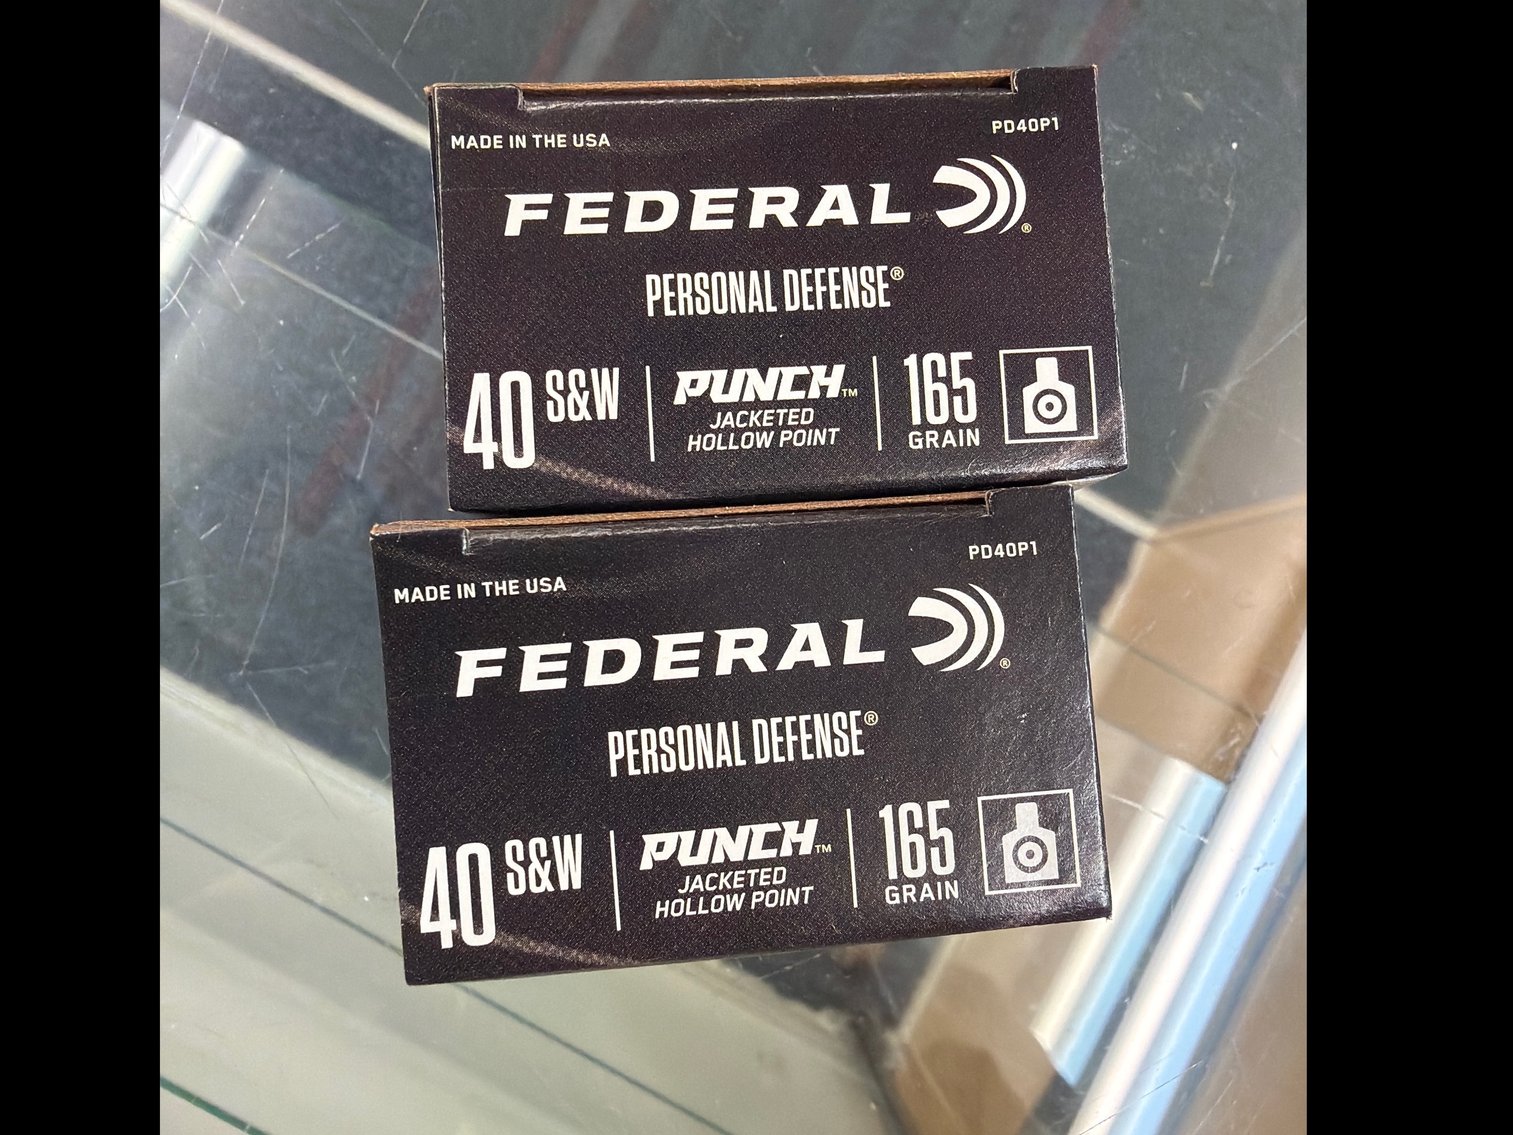 MADE IN THE USA
PD40P1
FEDERAL®
PERSONAL DEFENSE®
40 S&W
PUNCH™
JACKETED
HOLLOW POINT
165
GRAIN
MADE IN THE USA
PD40P1
FEDERAL®
PERSONAL DEFENSE®
40 S&W
PUNCH™
JACKETED
HOLLOW POINT
165
GRAIN